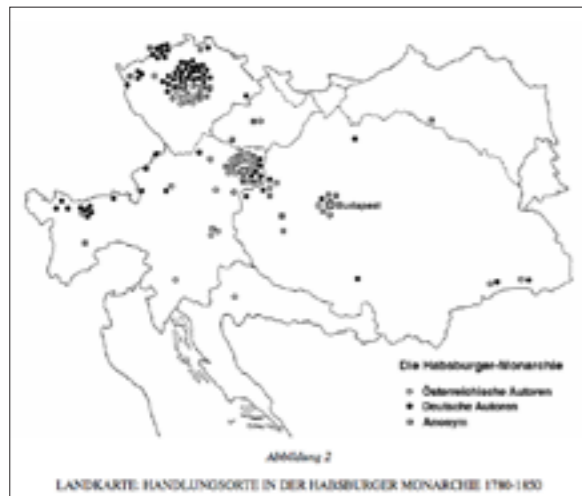 Budapest
Die Habsburger-Monarchie
Österreichische Autoren
Deutsche Autoren
Anonym
Abbildung 2
LANDKARTE: HANDLUNGSORTE IN DER HABSBURGER MONARCHIE 1780-1850